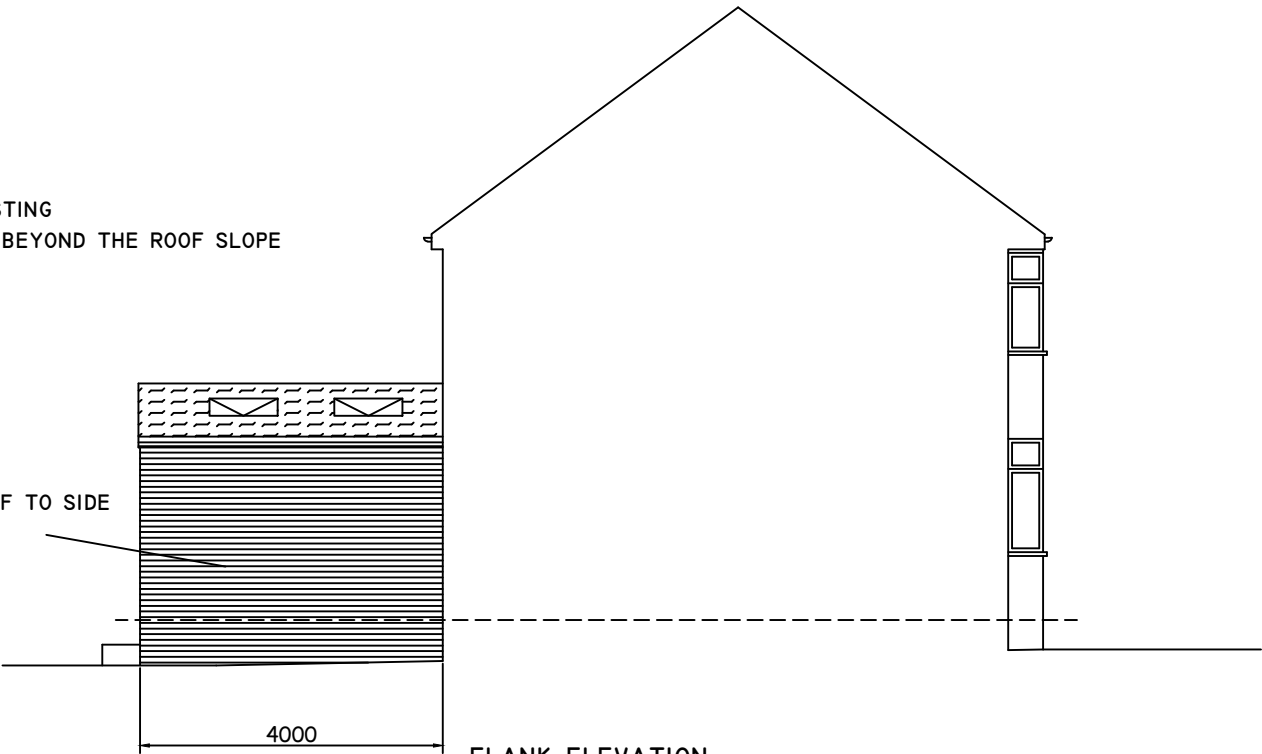 STING
BEYOND THE ROOF SLOPE
F TO SIDE
4000
FLANK ELEVATION